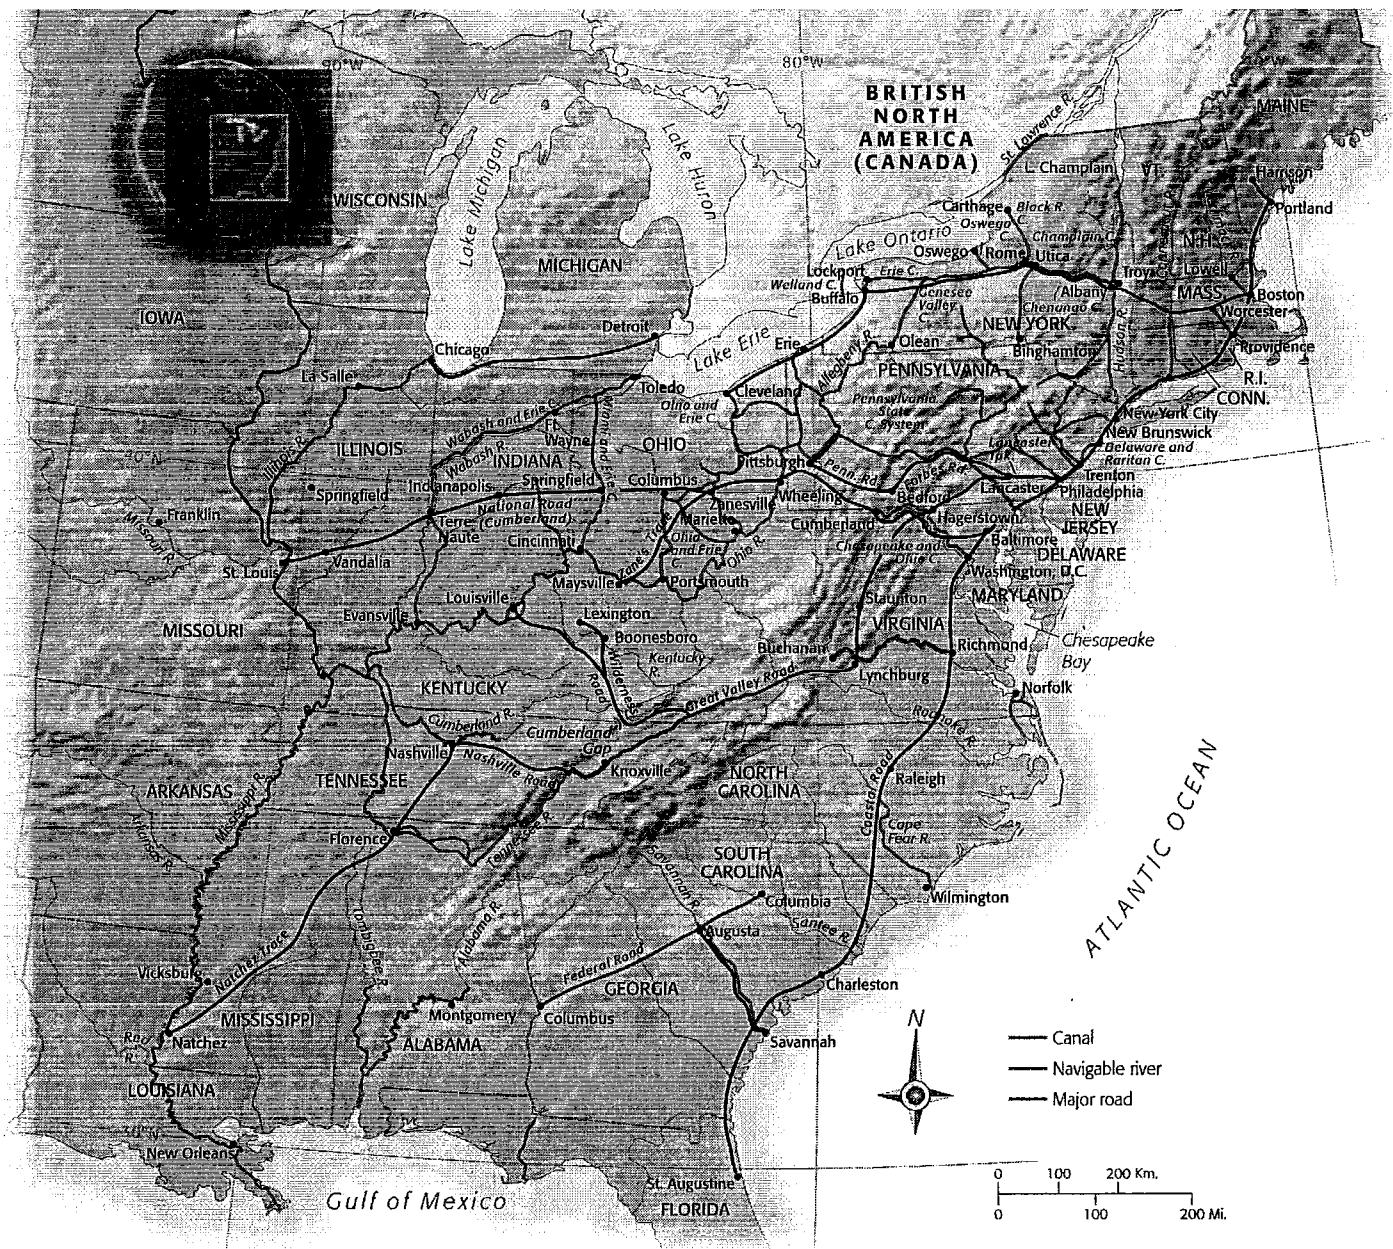 90°W
80°W
BRITISH
NORTH
AMERICA
(CANADA)
St. Lawrence R.
MAINE
Lake Michigan
Lake Huron
WISCONSIN
L. Champlain
VT.
Harrison
Portland
Carthage
Black R.
Oswego
C.
Champlain C.
N.H.
Lake Ontario
Oswego
Rome
Utica
MICHIGAN
Lockport
Erie C.
Welland C.
Buffalo
Troy
Lowell
Albany
MASS.
Boston
Genesee
Valley
C.
Chenango C.
Worcester
IOWA
Detroit
Lake Erie
Erie
Allegheny R.
Olean
NEW YORK
Binghamton
Hudson R.
Providence
Chicago
PENNSYLVANIA
R.I.
CONN.
La Salle
Toledo
Cleveland
Ohio and
Erie C.
Pennsylvania
State
C. System
New York City
New Brunswick
Delaware and
Raritan C.
Wabash and Erie C.
Ft.
Wayne
Miami and Erie C.
OHIO
Lancaster
Tpk.
ILLINOIS
Illinois R.
Wabash R.
INDIANA
Pittsburgh
Penn. Rd.
Forbes Rd.
Trenton
Springfield
Indianapolis
Springfield
Columbus
Zanesville
Wheeling
Bedford
Lancaster
Philadelphia
NEW
JERSEY
National Road
(Cumberland)
Franklin
Missouri R.
Terre
Haute
Cincinnati
Zane's Trace
Marietta
Cumberland
Hagerstown
Baltimore
DELAWARE
Ohio
and Erie
C.
Ohio R.
Chesapeake and
Ohio C.
Washington, D.C.
MARYLAND
St. Louis
Vandalia
Maysville
Portsmouth
Evansville
Louisville
Lexington
Staunton
VIRGINIA
MISSOURI
Boonesboro
Kentucky
R.
Buchanan
Richmond
Chesapeake
Bay
KENTUCKY
Wilderness
Road
Great Valley Road
Lynchburg
Norfolk
Cumberland R.
Cumberland
Gap
Roanoke R.
Nashville
Nashville Road
Knoxville
ARKANSAS
Mississippi R.
Arkansas R.
TENNESSEE
NORTH
CAROLINA
Raleigh
Coastal Road
Cape
Fear R.
Florence
Tennessee R.
SOUTH
CAROLINA
Savannah R.
Columbia
Wilmington
ATLANTIC OCEAN
Santee R.
Tombigbee R.
Alabama R.
Augusta
Vicksburg
Natchez Trace
Federal Road
GEORGIA
Charleston
MISSISSIPPI
Montgomery
Columbus
Natchez
ALABAMA
Savannah
LOUISIANA
New Orleans
Gulf of Mexico
St. Augustine
FLORIDA
N
Canal
Navigable river
Major road
0 100 200 Km.
0 100 200 Mi.